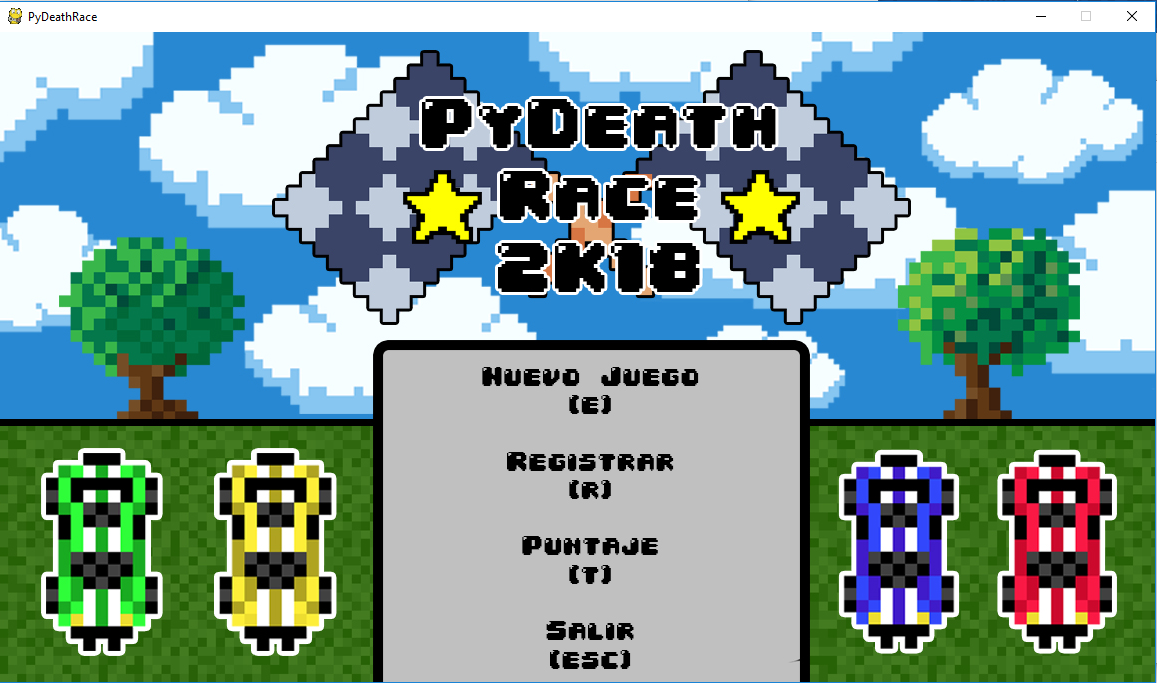 PyDeathRace
PyDeath
Race
2K18
Nuevo Juego
(E)
Registrar
(R)
Puntaje
(T)
Salir
(ESC)